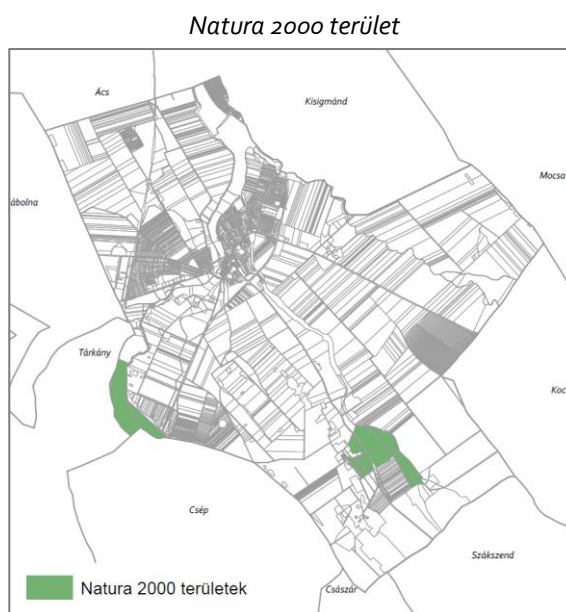 Natura 2000 terület
Ács
Kisigmánd
Mocsa
ábolna
Tárkány
Koc
Csép
Szákszend
Császár
Natura 2000 területek